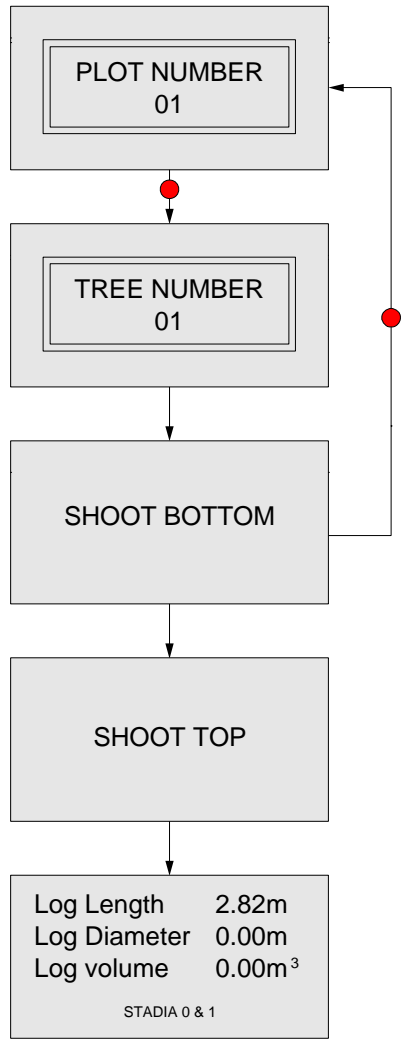 PLOT NUMBER
01
TREE NUMBER
01
SHOOT BOTTOM
SHOOT TOP
Log Length 2.82m
Log Diameter 0.00m
Log volume 0.00m³
STADIA 0 & 1